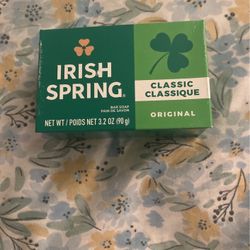 IRISH
SPRING®
BAR SOAP
PAIN DE SAVON
NET WT / POIDS NET 3.2 OZ (90 g)
CLASSIC
CLASSIQUE
ORIGINAL